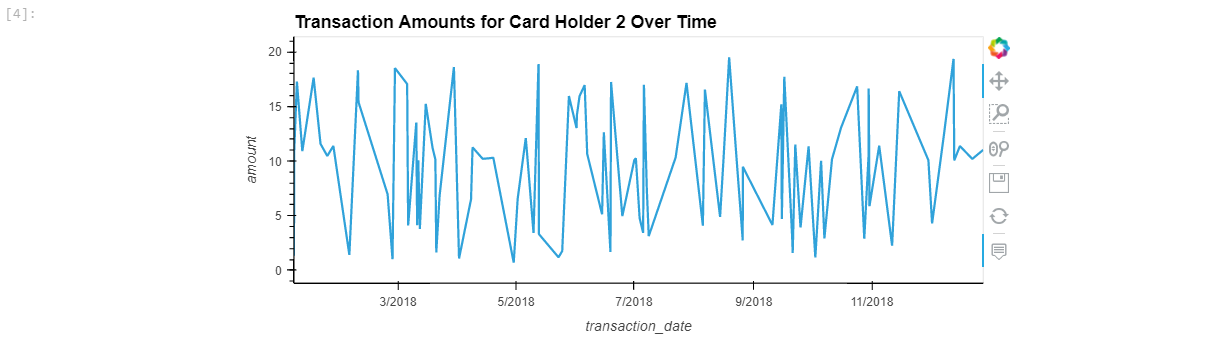 [4]:
Transaction Amounts for Card Holder 2 Over Time
20
15
10
5
0
amount
3/2018 5/2018 7/2018 9/2018 11/2018
transaction_date